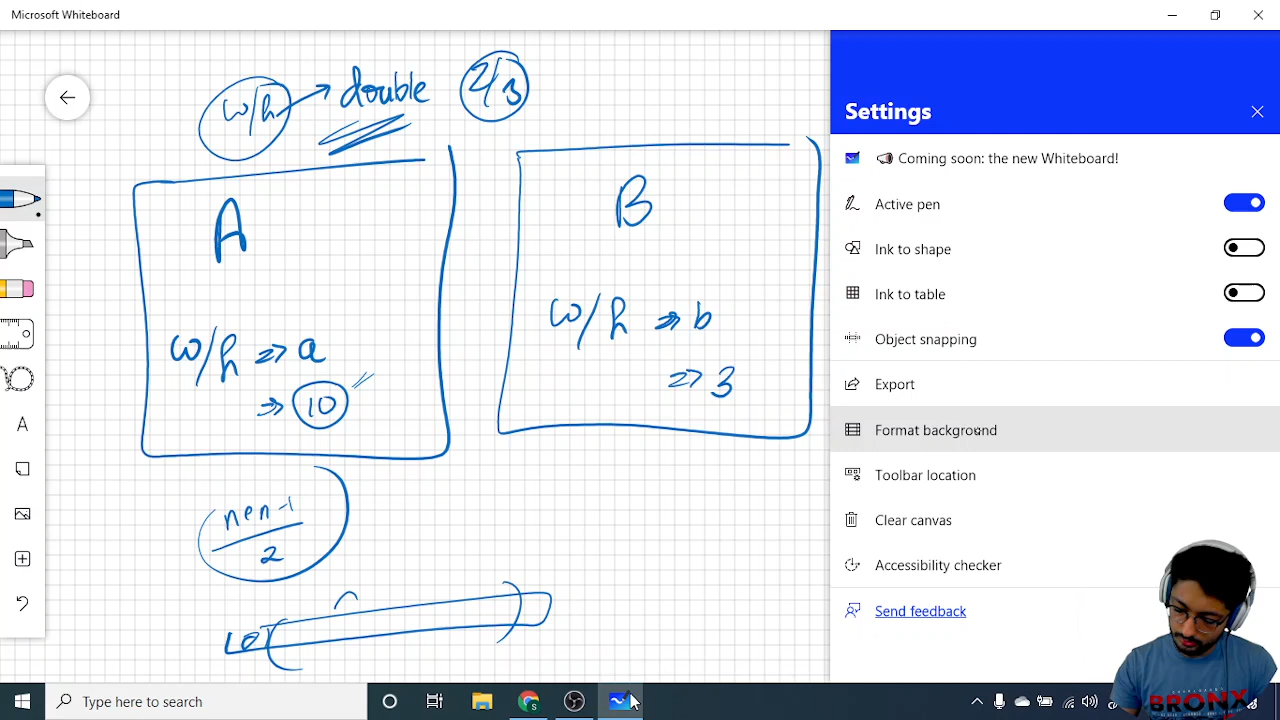 Microsoft Whiteboard
w/h → double 2/3
Settings
📢 Coming soon: the new Whiteboard!
Active pen
Ink to shape
Ink to table
Object snapping
Export
Format background
Toolbar location
Clear canvas
Accessibility checker
Send feedback
A
w/h => a
=> 10
B
w/h => b
=> 3
2
A
Type here to search
BRONX